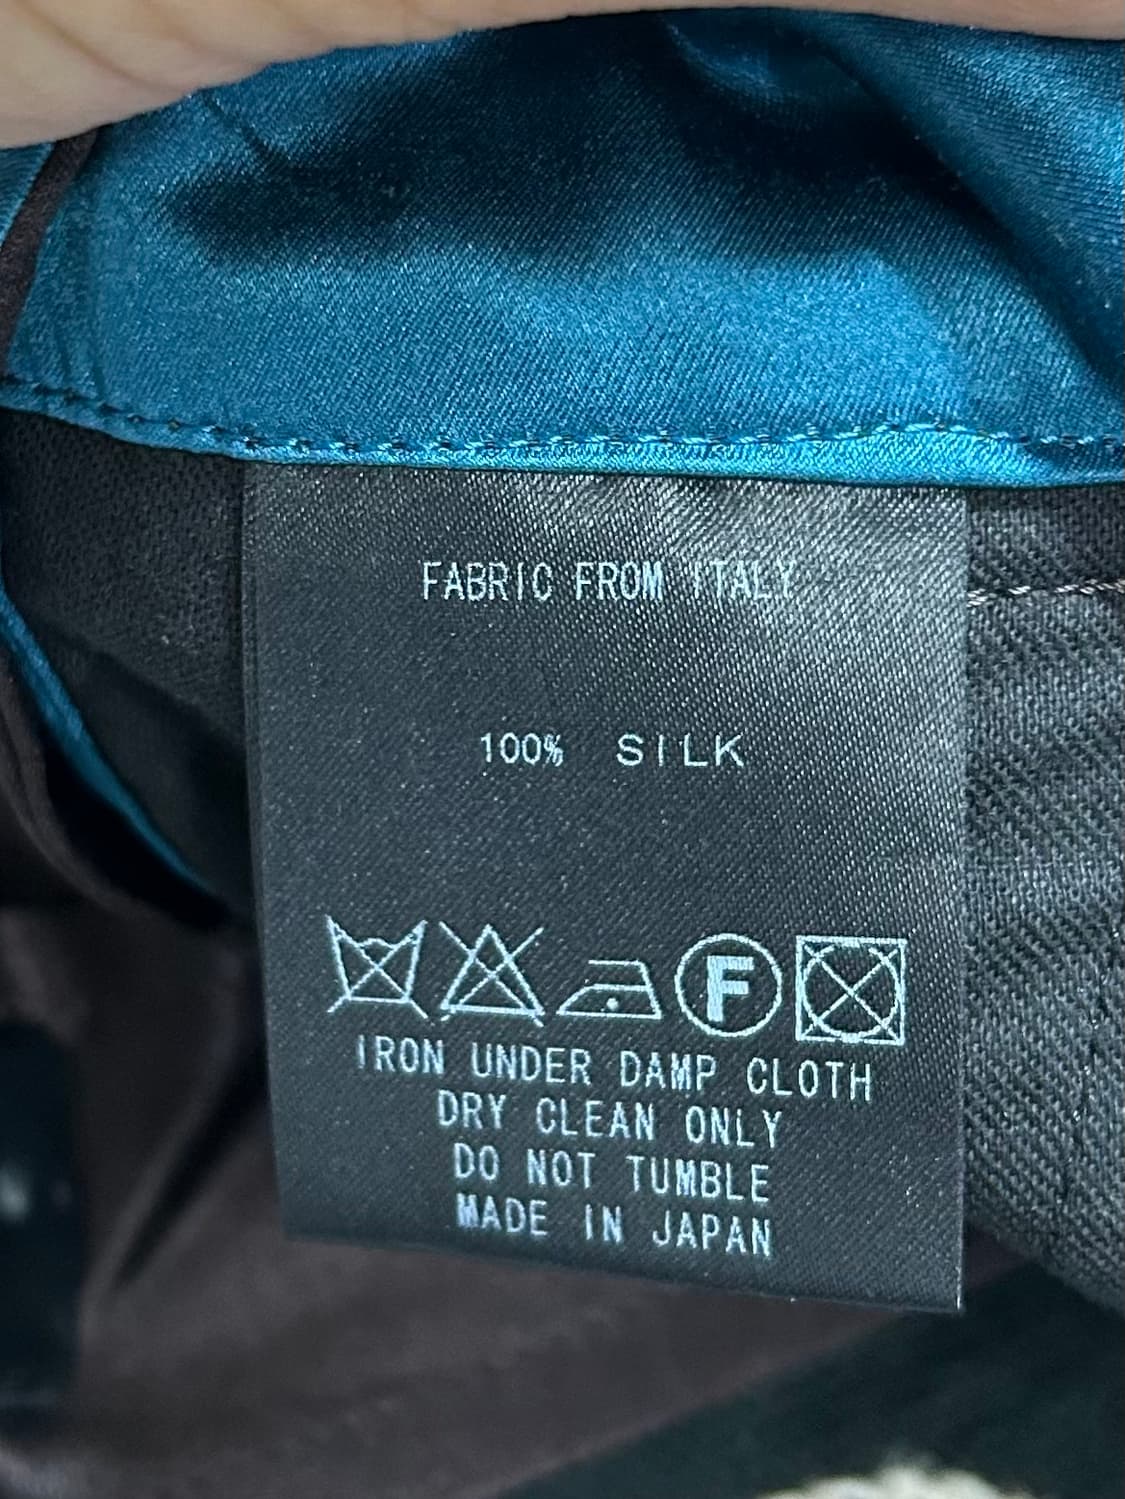 FABRIC FROM ITALY
100% SILK
F
IRON UNDER DAMP CLOTH
DRY CLEAN ONLY
DO NOT TUMBLE
MADE IN JAPAN